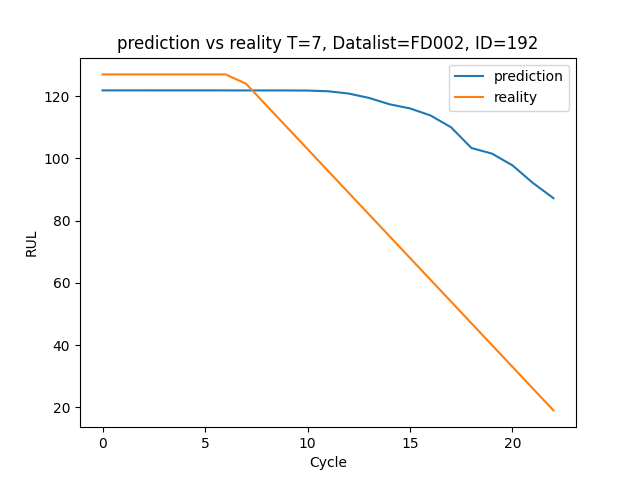 prediction vs reality T=7, Datalist=FD002, ID=192
prediction
reality
120
100
80
60
40
20
RUL
0
5
10
15
20
Cycle